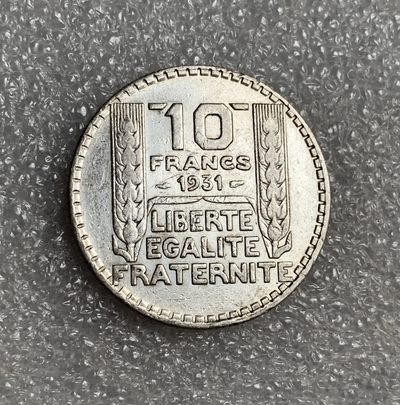 10
FRANCS
1931
LIBERTE
EGALITE
FRATERNITE